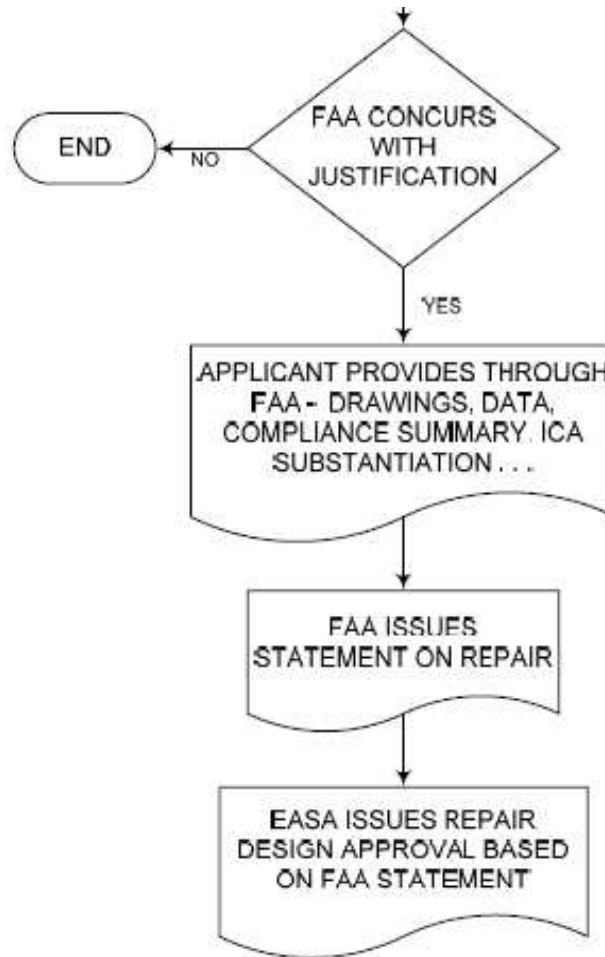 FAA CONCURS
WITH
JUSTIFICATION
END
NO
YES
APPLICANT PROVIDES THROUGH
FAA - DRAWINGS, DATA,
COMPLIANCE SUMMARY. ICA
SUBSTANTIATION . . .
FAA ISSUES
STATEMENT ON REPAIR
EASA ISSUES REPAIR
DESIGN APPROVAL BASED
ON FAA STATEMENT